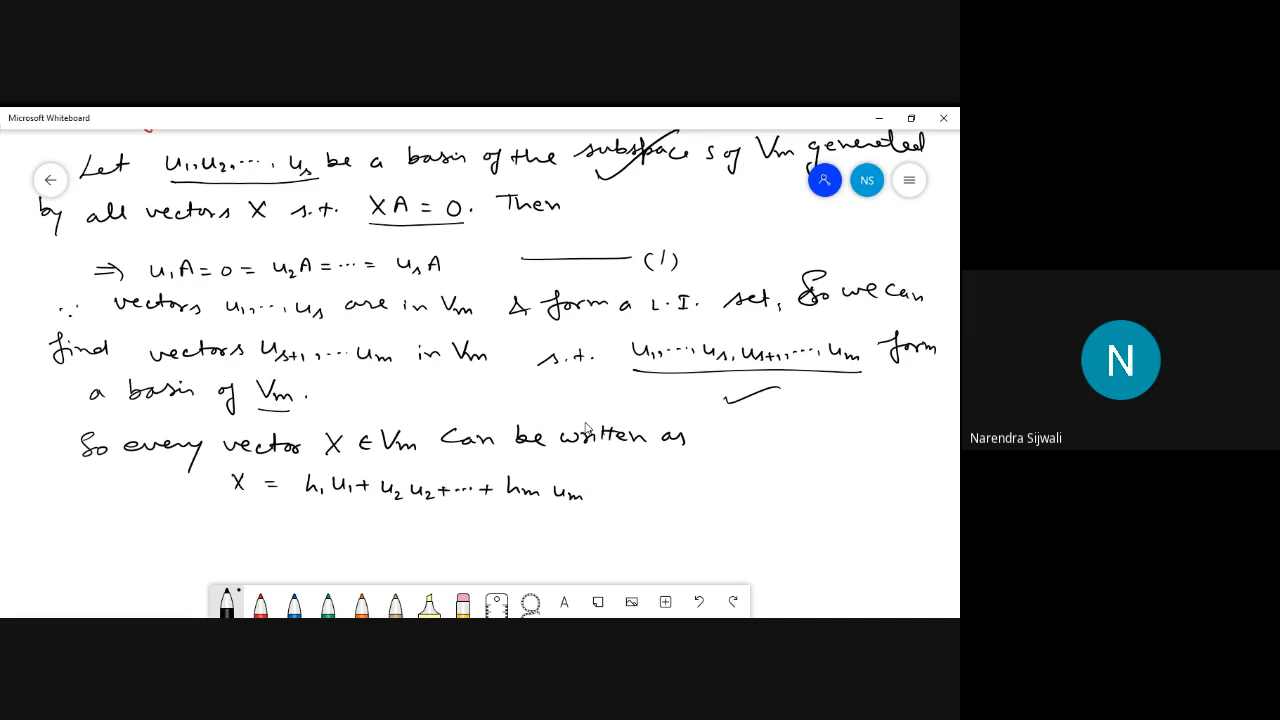 Microsoft Whiteboard
Let u₁, u₂, ..., uₛ be a basis of the subspace S of Vₘ generated
NS
by all vectors X s.t. XA = 0. Then
⇒ u₁A = 0 = u₂A = ... = uₛA ——— (1)
∵ vectors u₁, ..., uₛ are in Vₘ & form a L.I. set, So we can
find vectors uₛ₊₁, ... uₘ in Vₘ s.t. u₁, ..., uₛ, uₛ₊₁, ..., uₘ form
N
a basis of Vₘ.
So every vector X ∈ Vₘ Can be written as
Narendra Sijwali
X = h₁u₁ + u₂u₂ + ... + hₘuₘ
A